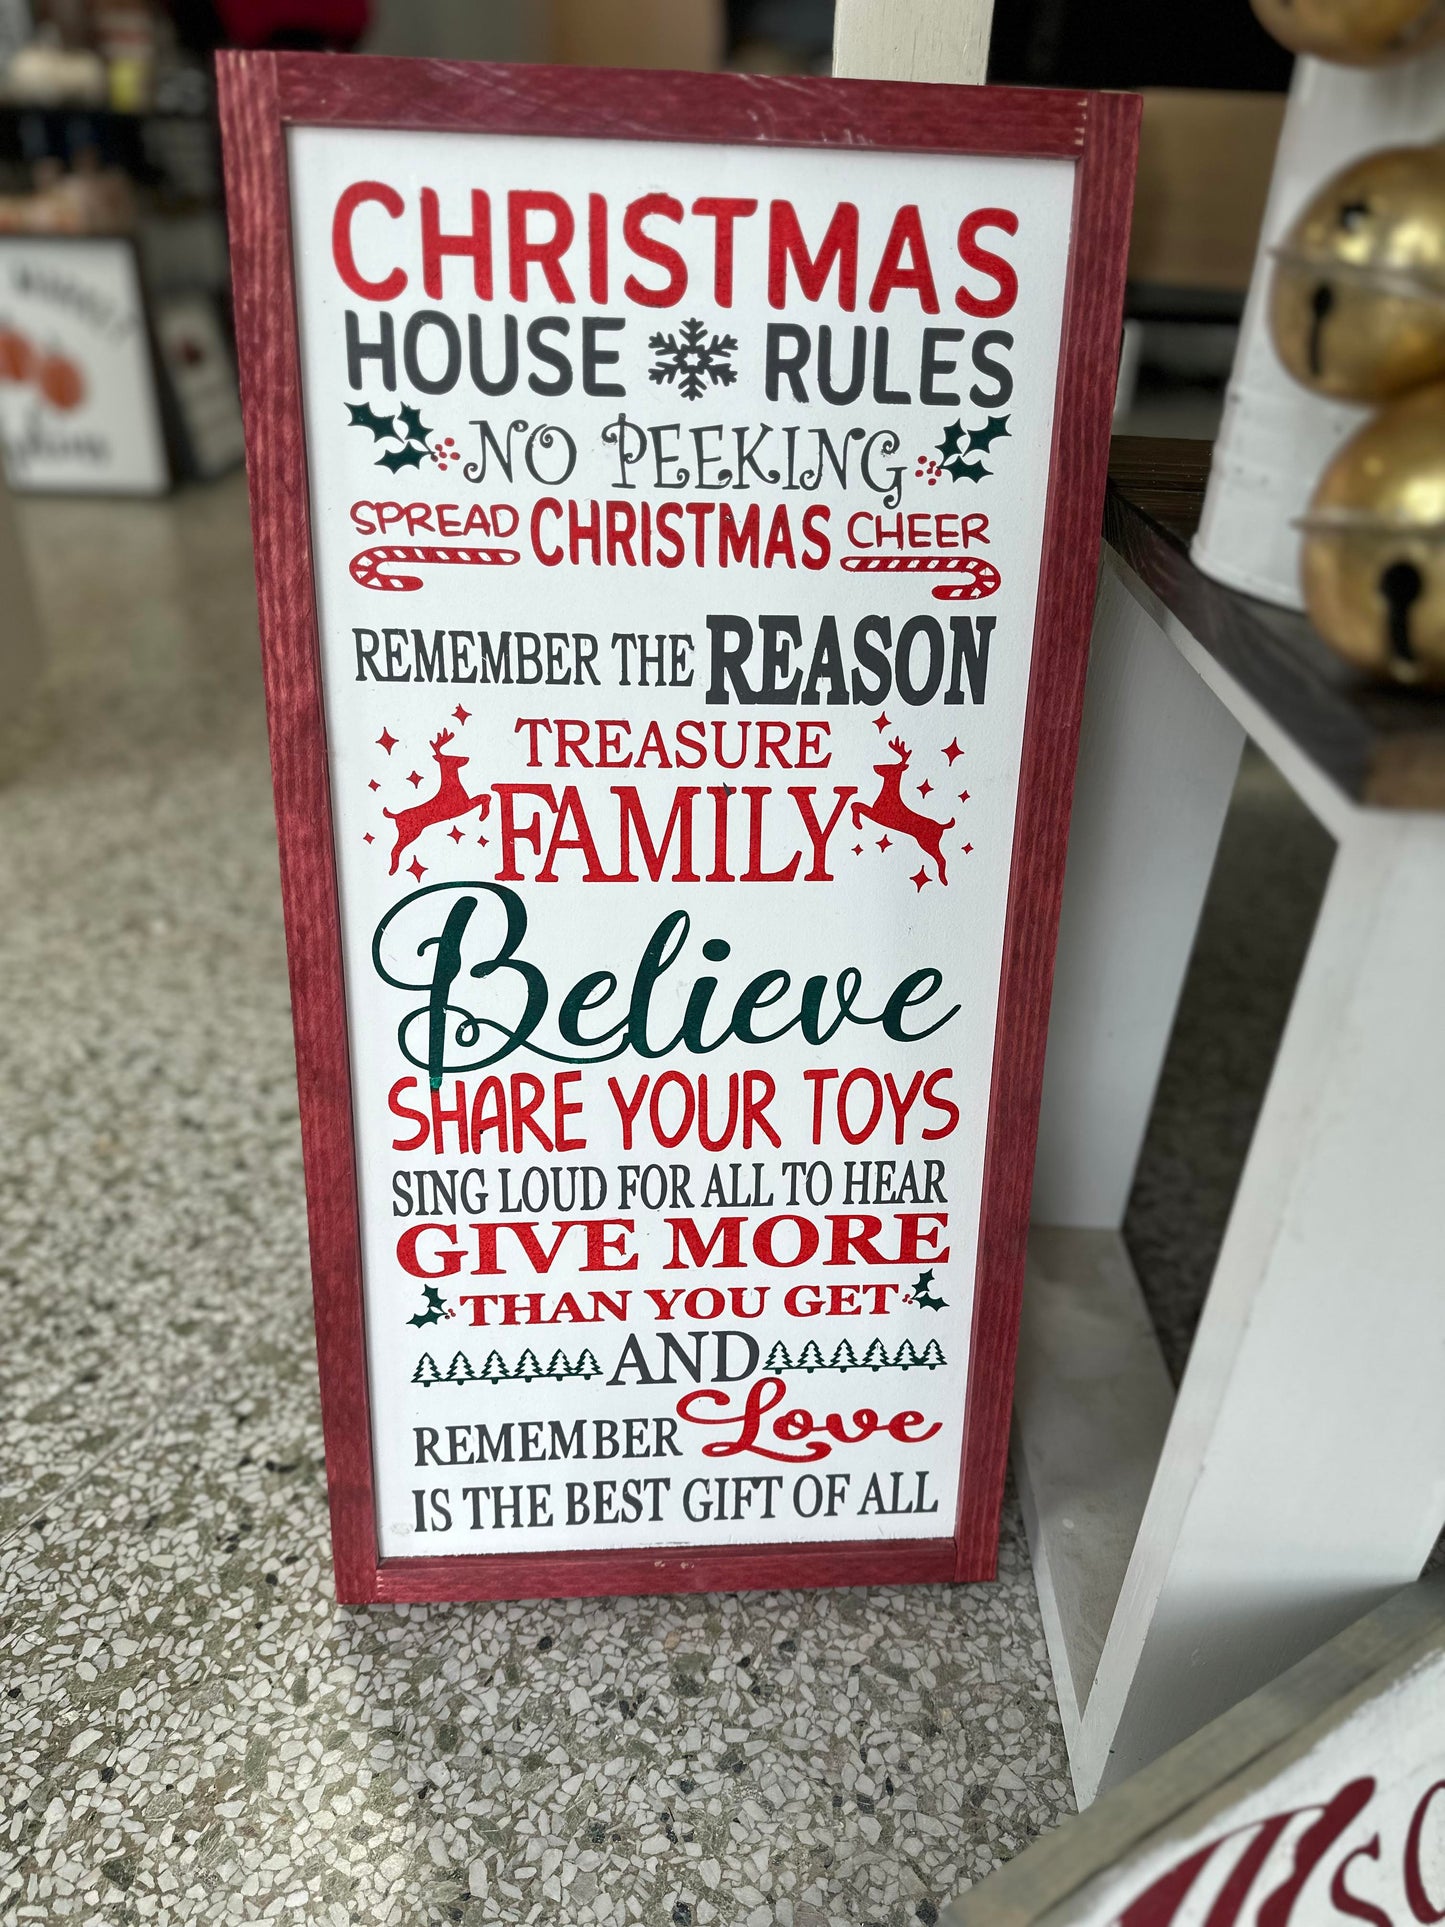 CHRISTMAS
HOUSE RULES
NO PEEKING
SPREAD CHRISTMAS CHEER
REMEMBER THE REASON
TREASURE
FAMILY
Believe
SHARE YOUR TOYS
SING LOUD FOR ALL TO HEAR
GIVE MORE
THAN YOU GET
AND
REMEMBER Love
IS THE BEST GIFT OF ALL